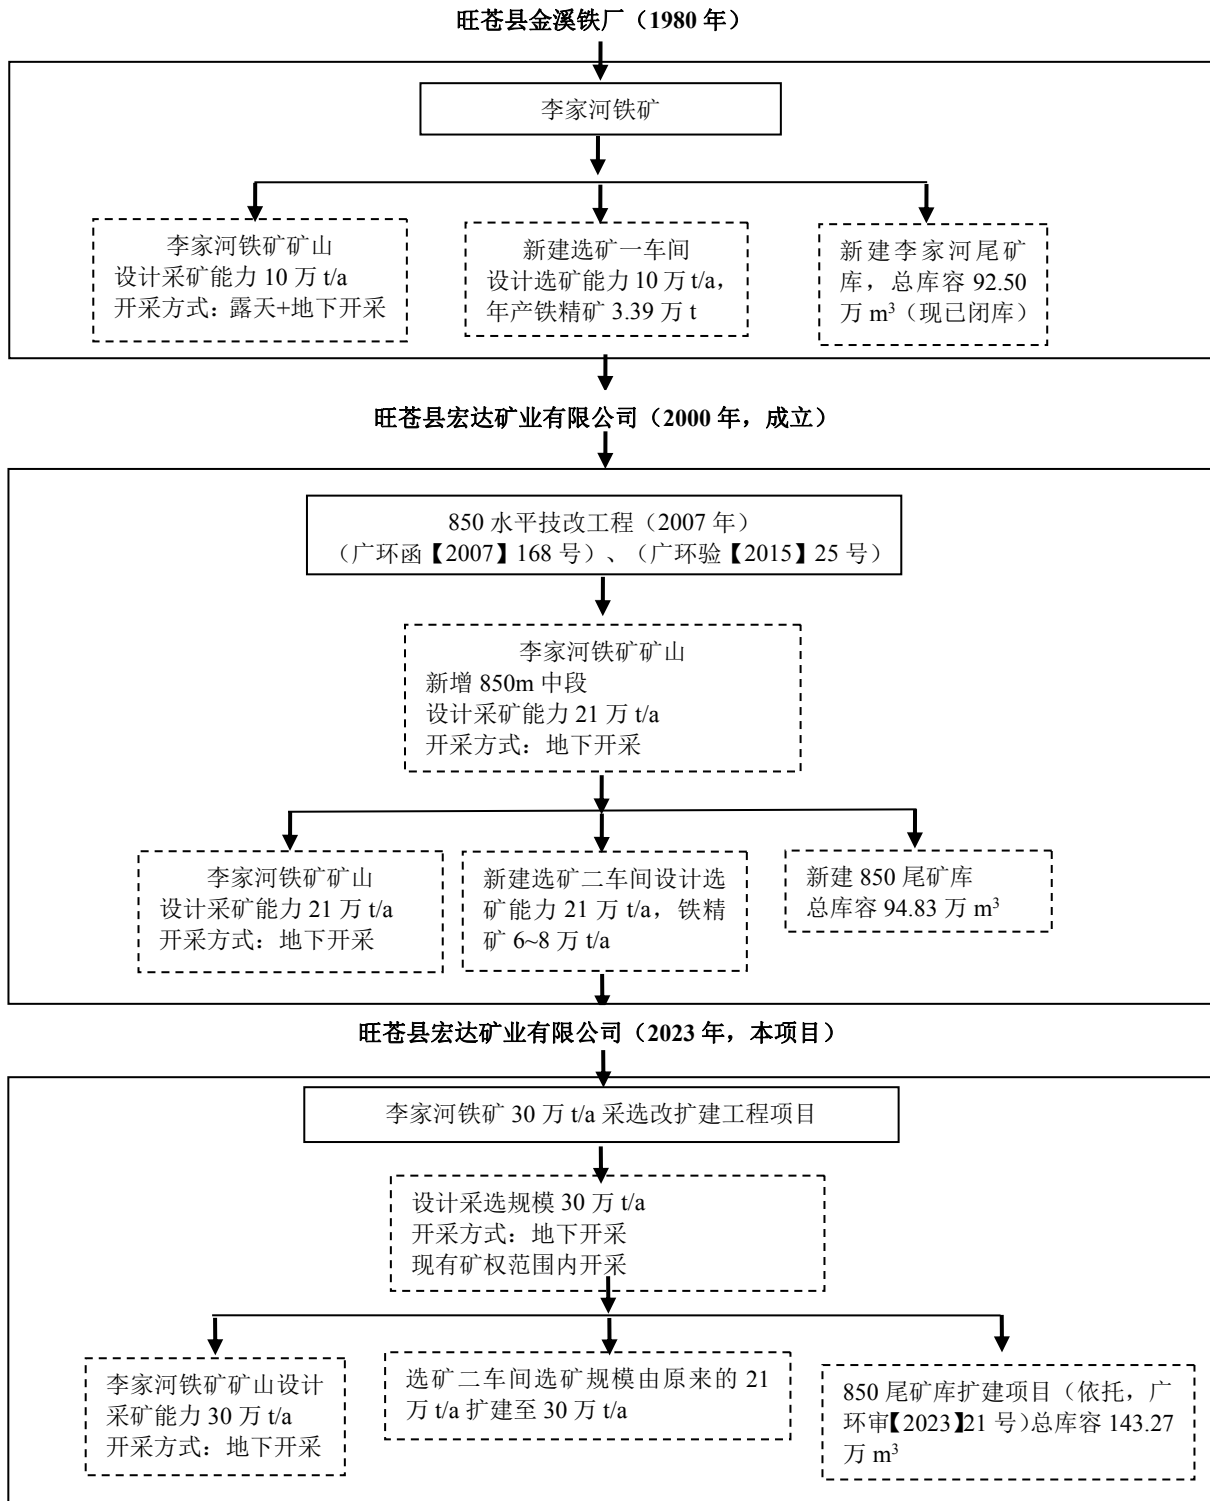 旺苍县金溪铁厂（1980 年）
李家河铁矿
李家河铁矿矿山
设计采矿能力 10 万 t/a
开采方式：露天+地下开采
新建选矿一车间
设计选矿能力 10 万 t/a，
年产铁精矿 3.39 万 t
新建李家河尾矿
库，总库容 92.50
万 m³（现已闭库）
旺苍县宏达矿业有限公司（2000 年，成立）
850 水平技改工程（2007 年）
（广环函【2007】168 号）、（广环验【2015】25 号）
李家河铁矿矿山
新增 850m 中段
设计采矿能力 21 万 t/a
开采方式：地下开采
李家河铁矿矿山
设计采矿能力 21 万 t/a
开采方式：地下开采
新建选矿二车间设计选
矿能力 21 万 t/a，铁精
矿 6~8 万 t/a
新建 850 尾矿库
总库容 94.83 万 m³
旺苍县宏达矿业有限公司（2023 年，本项目）
李家河铁矿 30 万 t/a 采选改扩建工程项目
设计采选规模 30 万 t/a
开采方式：地下开采
现有矿权范围内开采
李家河铁矿矿山设计
采矿能力 30 万 t/a
开采方式：地下开采
选矿二车间选矿规模由原来的 21
万 t/a 扩建至 30 万 t/a
850 尾矿库扩建项目（依托，广
环审【2023】21 号）总库容 143.27
万 m³